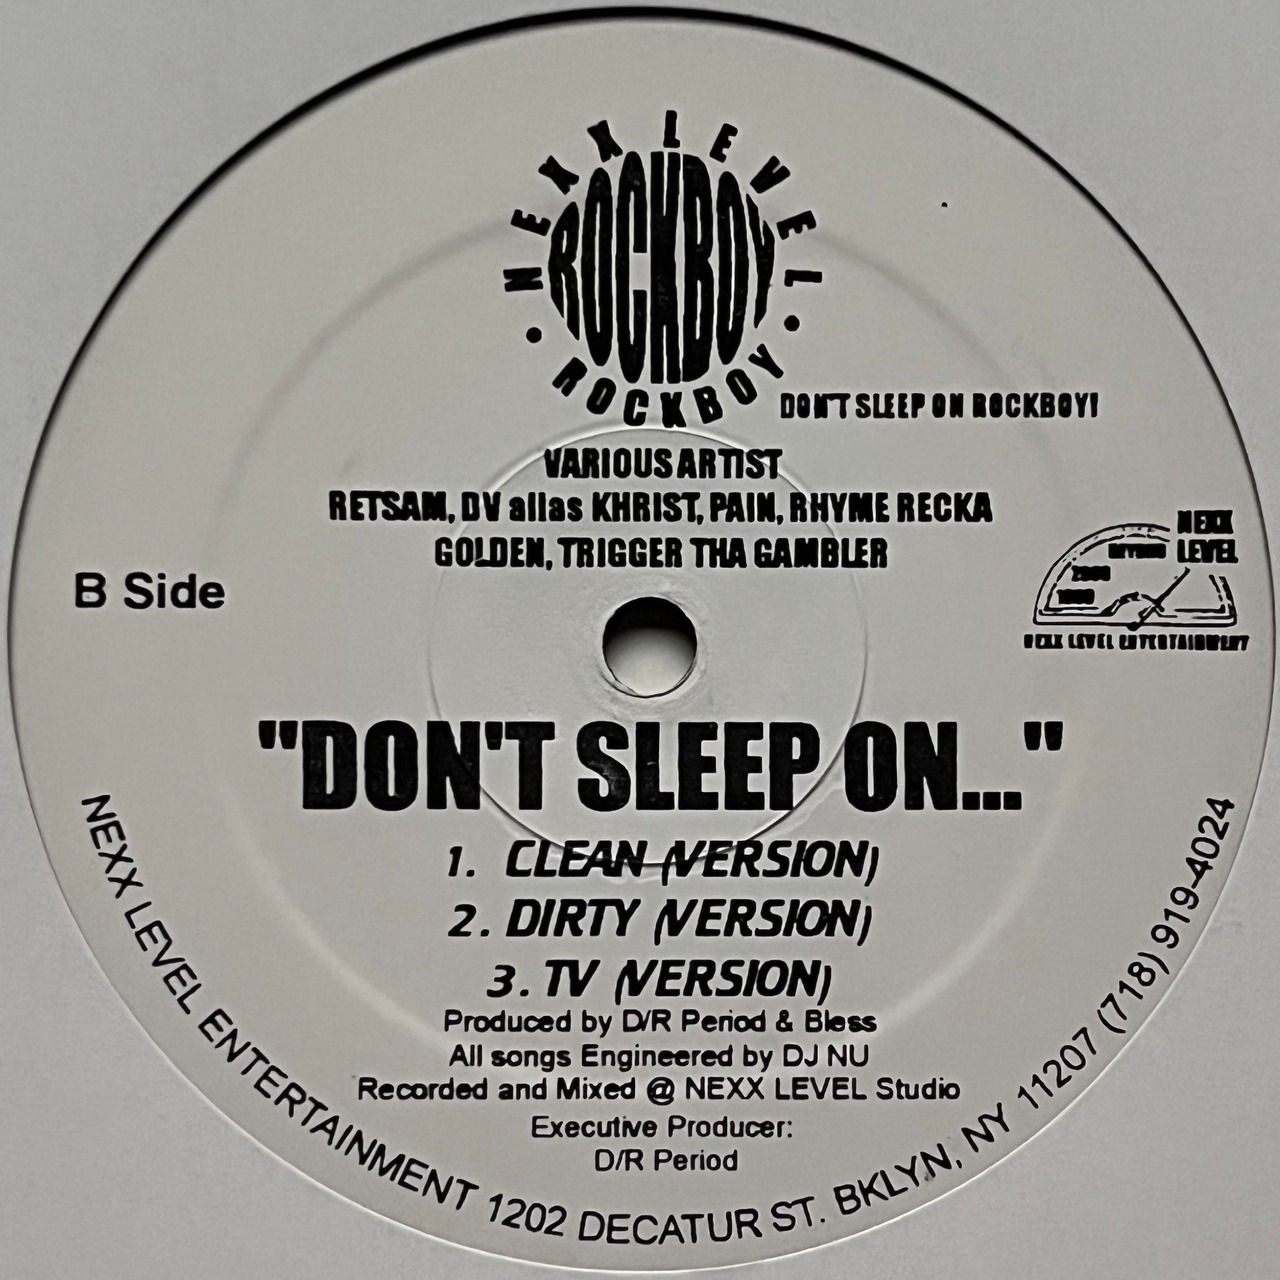 NEXX LEVEL
ROCKBOY
ROCKBOY
DON'T SLEEP ON ROCKBOY!
VARIOUS ARTIST
RETSAM, DV alias KHRIST, PAIN, RHYME RECKA
GOLDEN, TRIGGER THA GAMBLER
B Side
NEXX
LEVEL
BEYOND
2000
NEXX LEVEL ENTERTAINMENT
"DON'T SLEEP ON..."
1. CLEAN (VERSION)
2. DIRTY (VERSION)
3. TV (VERSION)
Produced by D/R Period & Bless
All songs Engineered by DJ NU
Recorded and Mixed @ NEXX LEVEL Studio
Executive Producer:
D/R Period
NEXX LEVEL ENTERTAINMENT 1202 DECATUR ST. BKLYN, NY 11207 (718) 919-4024